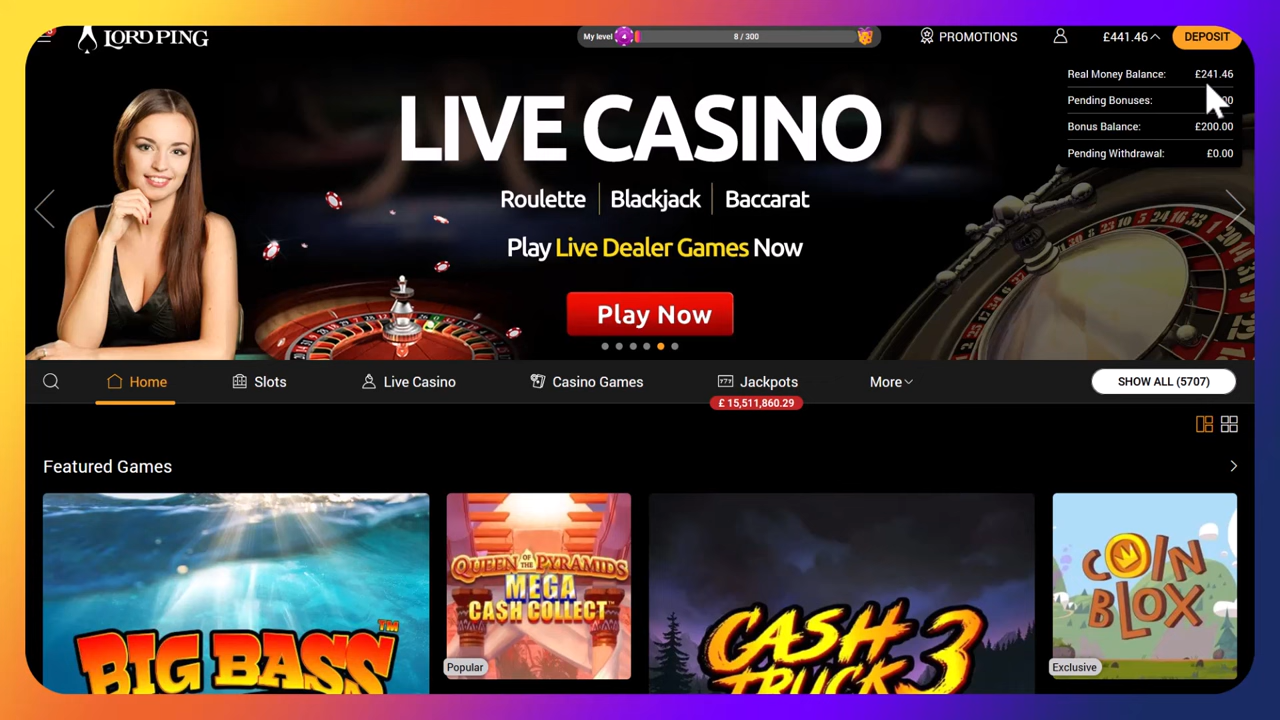 LORD PING
My level 4 8 / 300
PROMOTIONS
£441.46
DEPOSIT
Real Money Balance: £241.46
Pending Bonuses:
Bonus Balance: £200.00
Pending Withdrawal: £0.00
LIVE CASINO
Roulette | Blackjack | Baccarat
Play Live Dealer Games Now
Play Now
Home
Slots
Live Casino
Casino Games
Jackpots
£ 15,511,860.29
More
SHOW ALL (5707)
Featured Games
BIG BASS™
QUEEN OF THE PYRAMIDS
MEGA
CASH COLLECT™
Popular
CASH
TRUCK 3
COIN
BLOX
Exclusive